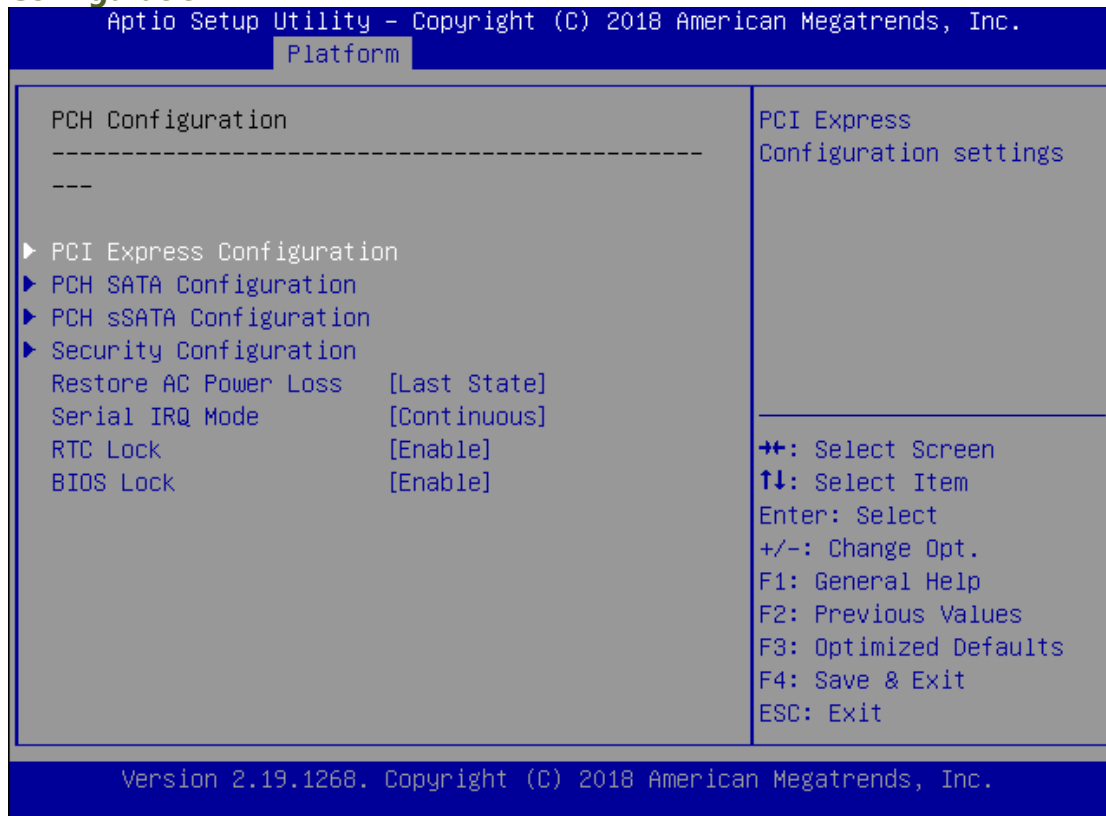 Aptio Setup Utility – Copyright (C) 2018 American Megatrends, Inc.
Platform
PCH Configuration
-----------------------------------------------
---
▶ PCI Express Configuration
▶ PCH SATA Configuration
▶ PCH sSATA Configuration
▶ Security Configuration
Restore AC Power Loss [Last State]
Serial IRQ Mode [Continuous]
RTC Lock [Enable]
BIOS Lock [Enable]
PCI Express
Configuration settings
→←: Select Screen
↑↓: Select Item
Enter: Select
+/-: Change Opt.
F1: General Help
F2: Previous Values
F3: Optimized Defaults
F4: Save & Exit
ESC: Exit
Version 2.19.1268. Copyright (C) 2018 American Megatrends, Inc.